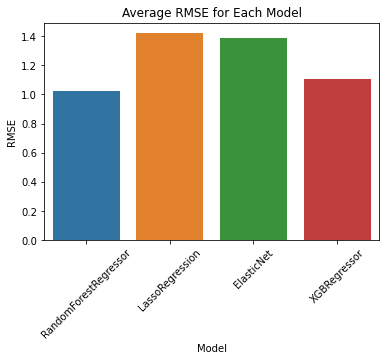 Average RMSE for Each Model
RMSE
1.4
1.2
1.0
0.8
0.6
0.4
0.2
0.0
RandomForestRegressor
LassoRegression
ElasticNet
XGBRegressor
Model